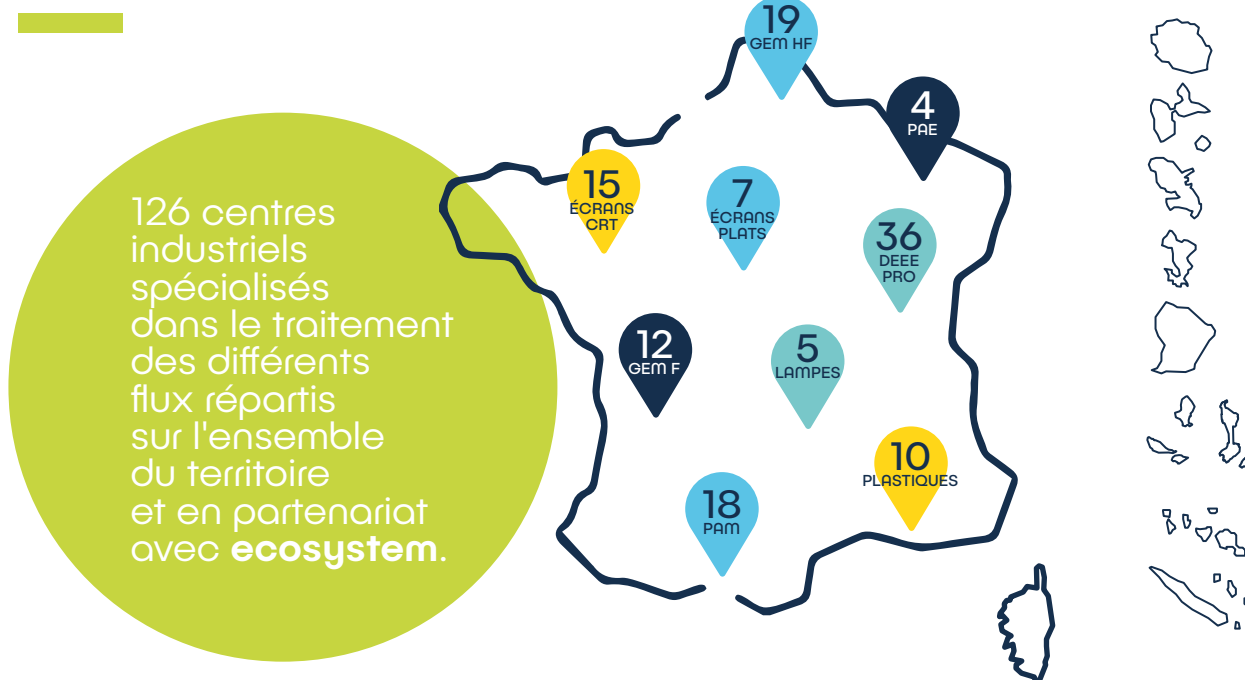 126 centres
industriels
spécialisés
dans le traitement
des différents
flux répartis
sur l'ensemble
du territoire
et en partenariat
avec ecosystem.
19
GEM HF
4
PAE
15
ÉCRANS
CRT
7
ÉCRANS
PLATS
36
DEEE
PRO
12
GEM F
5
LAMPES
10
PLASTIQUES
18
PAM